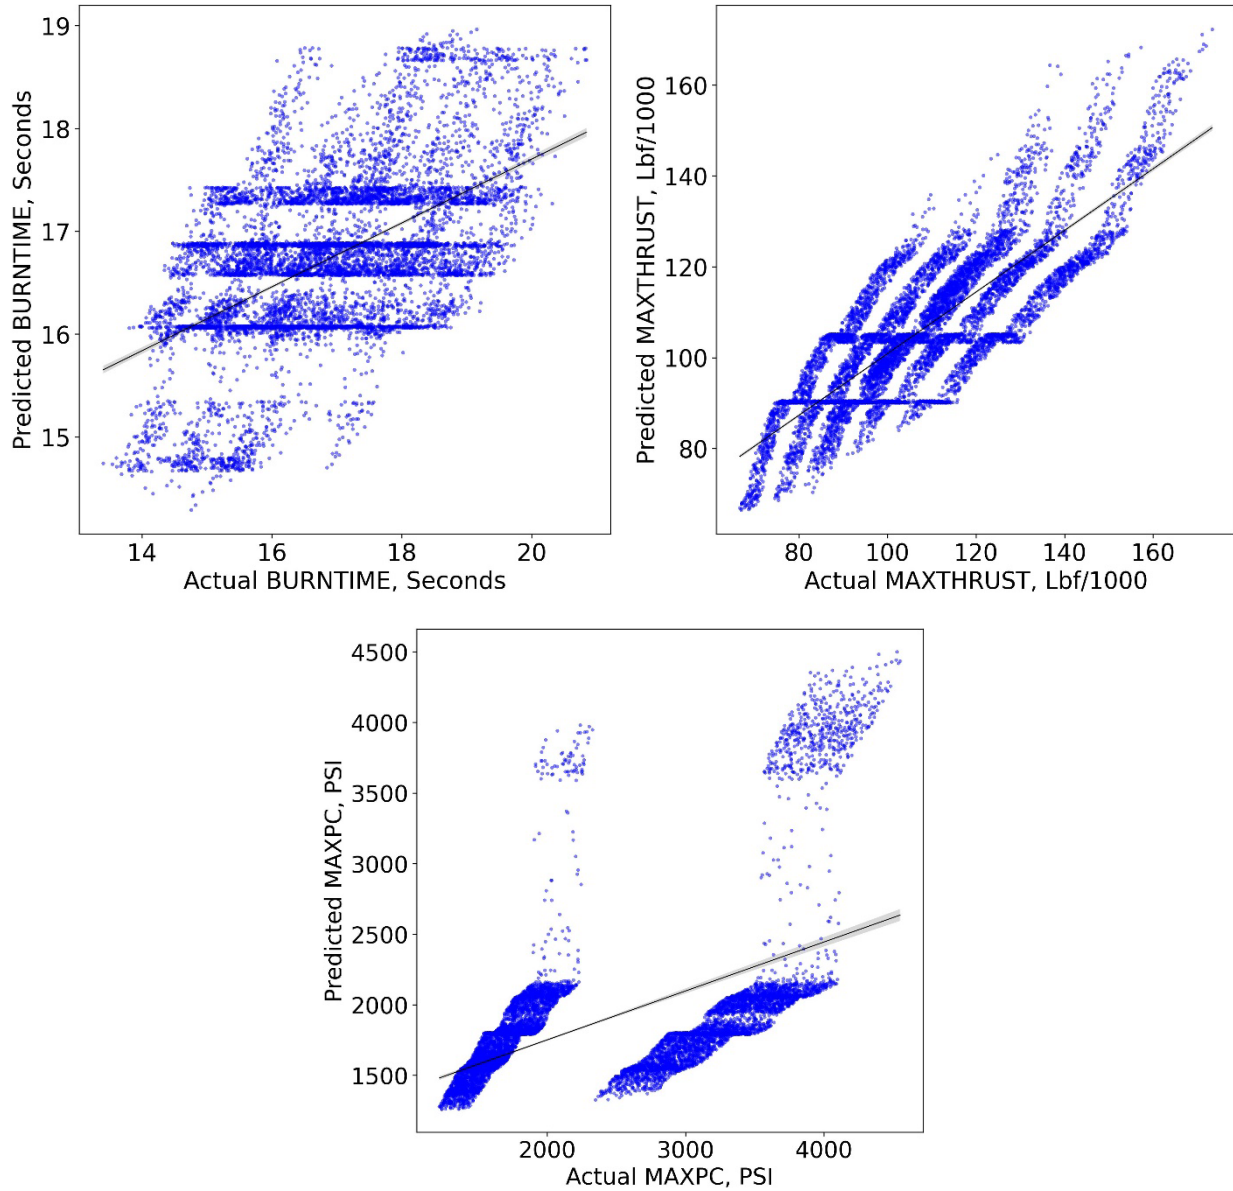 19
18
17
16
15
Predicted BURNTIME, Seconds
14 16 18 20
Actual BURNTIME, Seconds
160
140
120
100
80
Predicted MAXTHRUST, Lbf/1000
80 100 120 140 160
Actual MAXTHRUST, Lbf/1000
4500
4000
3500
3000
2500
2000
1500
Predicted MAXPC, PSI
2000 3000 4000
Actual MAXPC, PSI